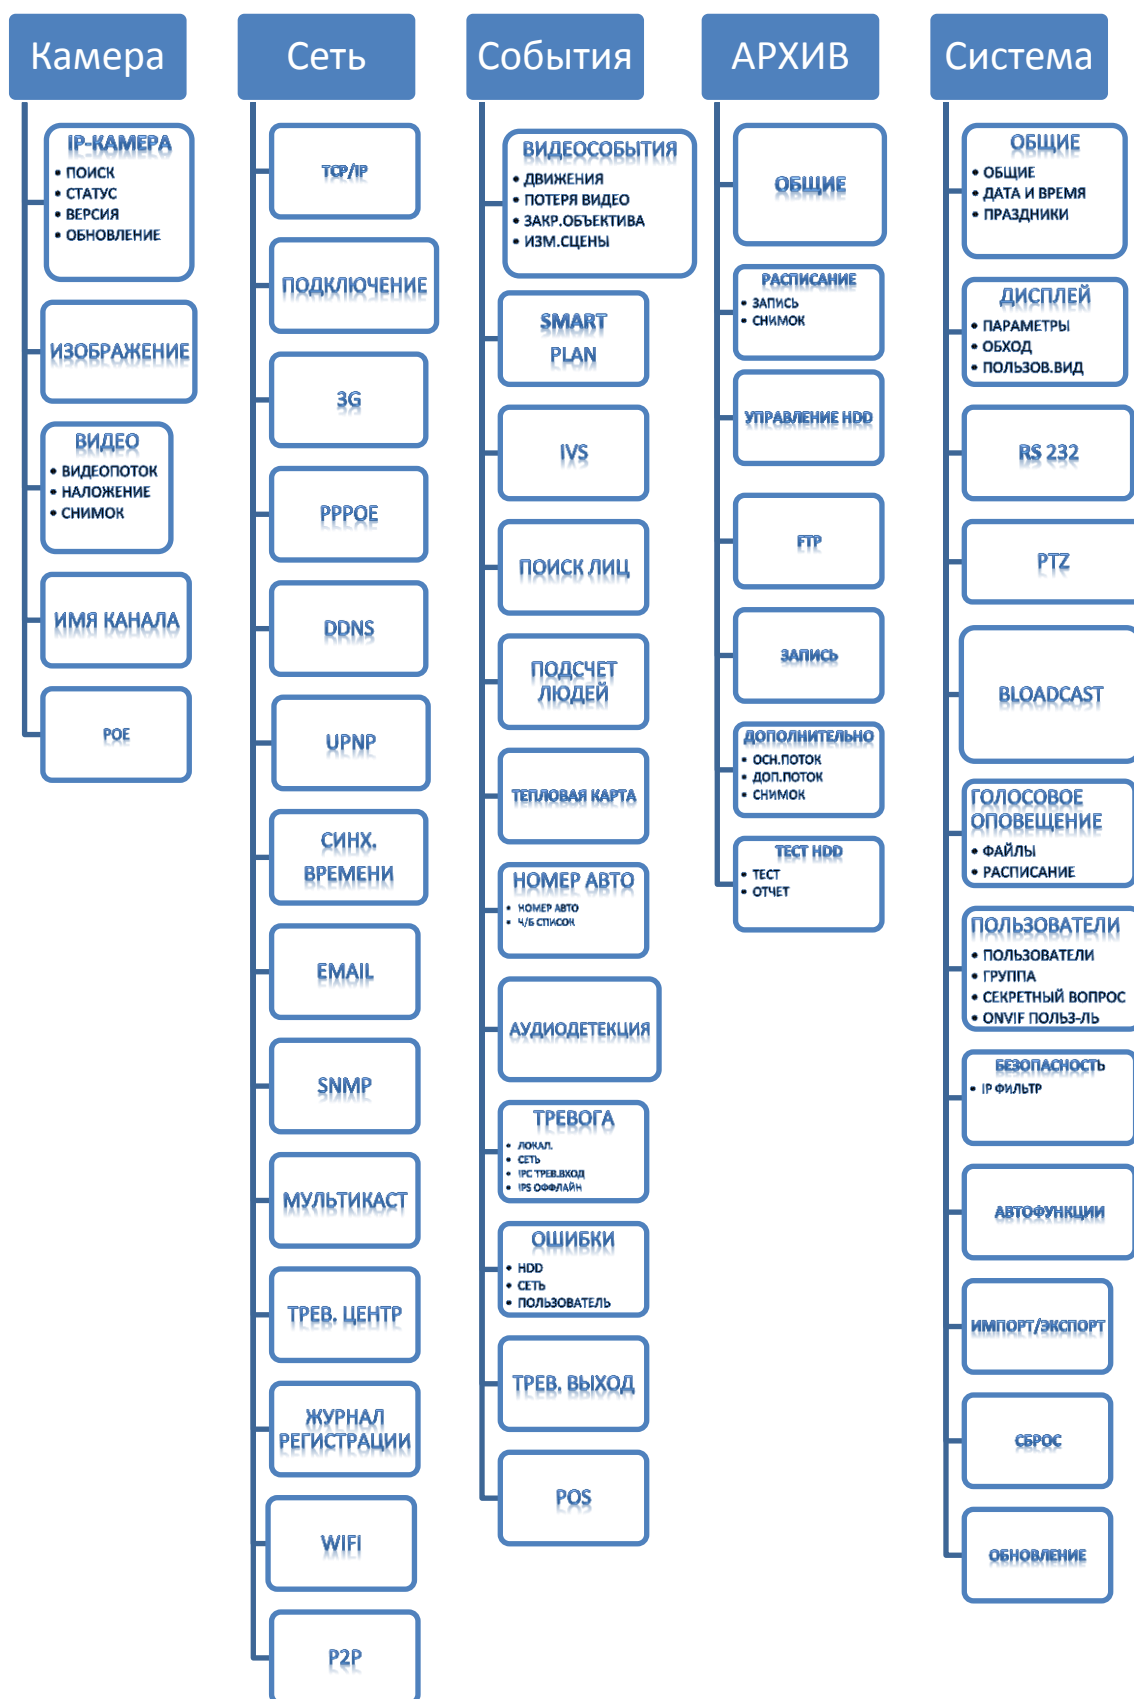 Камера
IP-КАМЕРА
• ПОИСК
• СТАТУС
• ВЕРСИЯ
• ОБНОВЛЕНИЕ
ИЗОБРАЖЕНИЕ
ВИДЕО
• ВИДЕОПОТОК
• НАЛОЖЕНИЕ
• СНИМОК
ИМЯ КАНАЛА
POE
Сеть
TCP/IP
ПОДКЛЮЧЕНИЕ
3G
PPPOE
DDNS
UPNP
СИНХ.
ВРЕМЕНИ
EMAIL
SNMP
МУЛЬТИКАСТ
ТРЕВ. ЦЕНТР
ЖУРНАЛ
РЕГИСТРАЦИИ
WIFI
P2P
События
ВИДЕОСОБЫТИЯ
• ДВИЖЕНИЯ
• ПОТЕРЯ ВИДЕО
• ЗАКР.ОБЪЕКТИВА
• ИЗМ.СЦЕНЫ
SMART
PLAN
IVS
ПОИСК ЛИЦ
ПОДСЧЕТ
ЛЮДЕЙ
ТЕПЛОВАЯ КАРТА
НОМЕР АВТО
• НОМЕР АВТО
• Ч/Б СПИСОК
АУДИОДЕТЕКЦИЯ
ТРЕВОГА
• ЛОКАЛ.
• СЕТЬ
• IPC ТРЕВ.ВХОД
• IPS ОФФЛАЙН
ОШИБКИ
• HDD
• СЕТЬ
• ПОЛЬЗОВАТЕЛЬ
ТРЕВ. ВЫХОД
POS
АРХИВ
ОБЩИЕ
РАСПИСАНИЕ
• ЗАПИСЬ
• СНИМОК
УПРАВЛЕНИЕ HDD
FTP
ЗАПИСЬ
ДОПОЛНИТЕЛЬНО
• ОСН.ПОТОК
• ДОП.ПОТОК
• СНИМОК
ТЕСТ HDD
• ТЕСТ
• ОТЧЕТ
Система
ОБЩИЕ
• ОБЩИЕ
• ДАТА И ВРЕМЯ
• ПРАЗДНИКИ
ДИСПЛЕЙ
• ПАРАМЕТРЫ
• ОБХОД
• ПОЛЬЗОВ.ВИД
RS 232
PTZ
BLOADCAST
ГОЛОСОВОЕ
ОПОВЕЩЕНИЕ
• ФАЙЛЫ
• РАСПИСАНИЕ
ПОЛЬЗОВАТЕЛИ
• ПОЛЬЗОВАТЕЛИ
• ГРУППА
• СЕКРЕТНЫЙ ВОПРОС
• ONVIF ПОЛЬЗ-ЛЬ
БЕЗОПАСНОСТЬ
• IP ФИЛЬТР
АВТОФУНКЦИИ
ИМПОРТ/ЭКСПОРТ
СБРОС
ОБНОВЛЕНИЕ